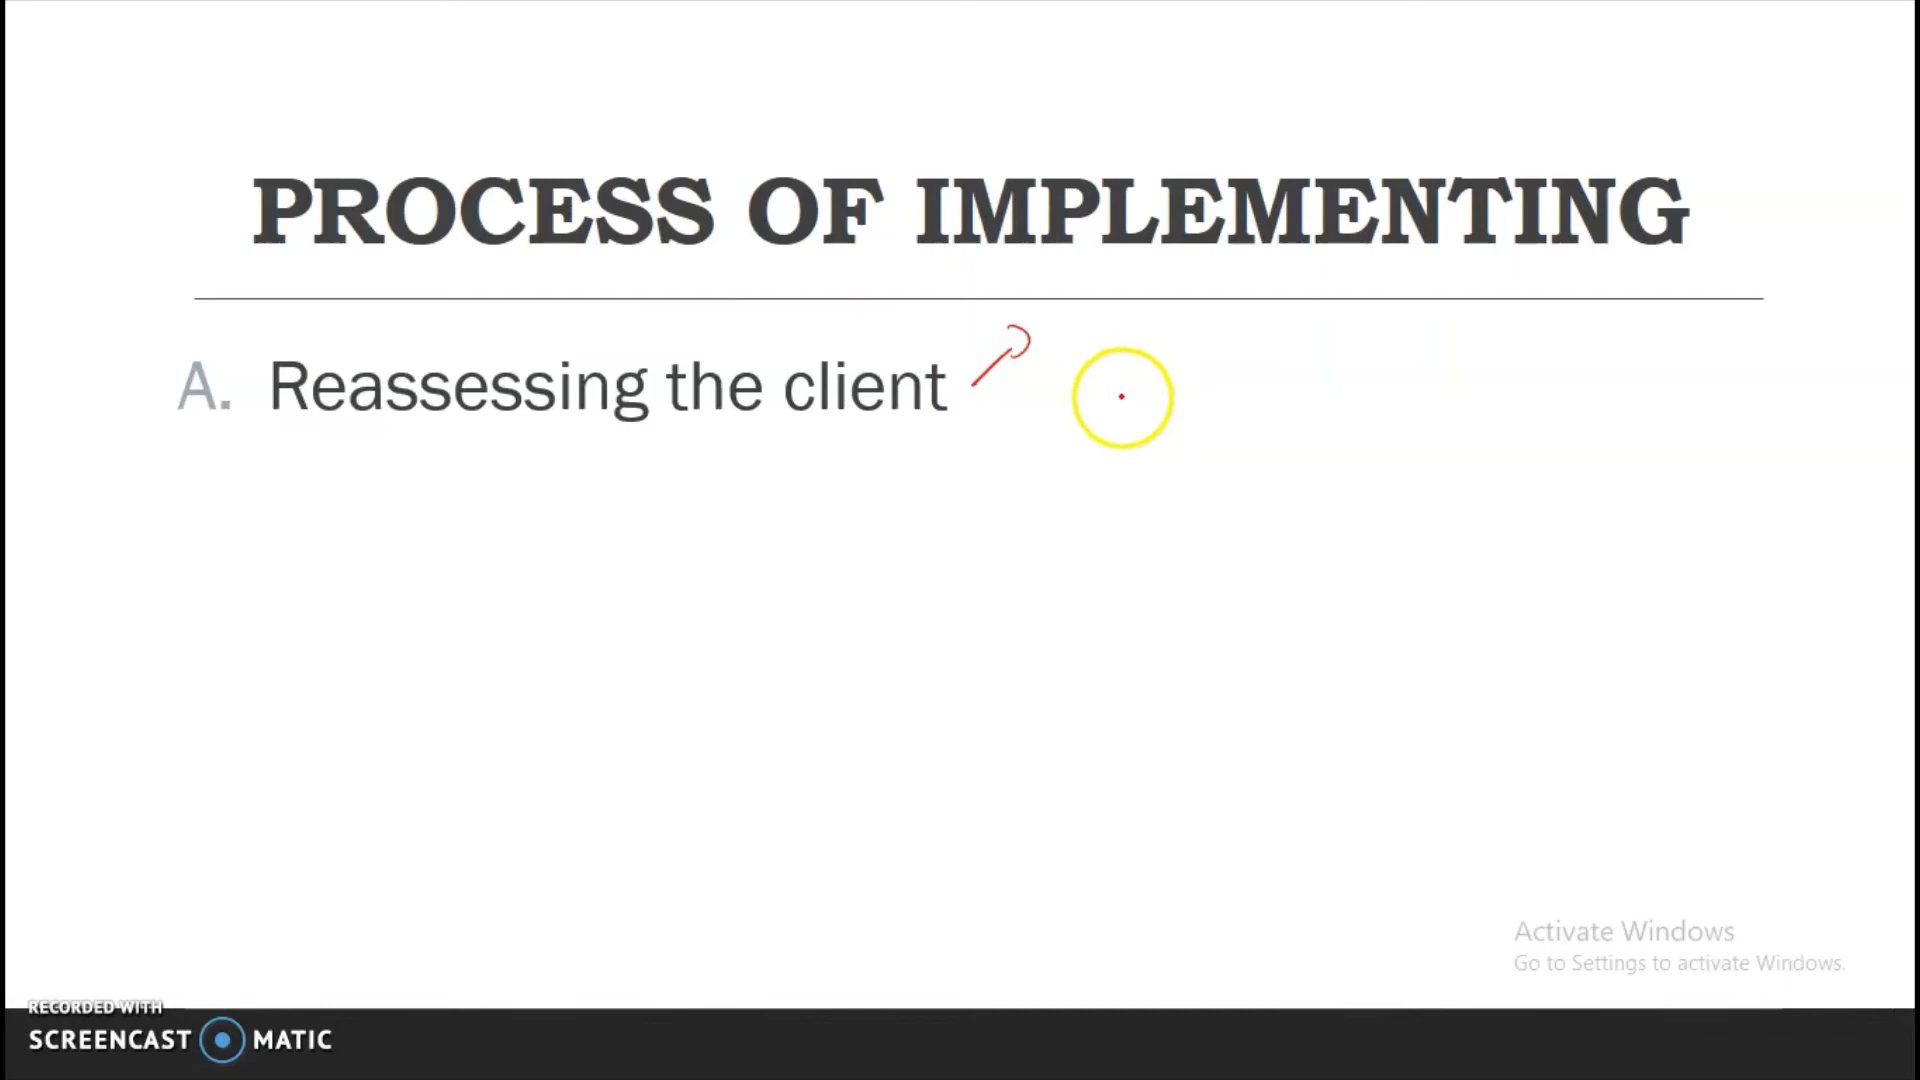 PROCESS OF IMPLEMENTING
A. Reassessing the client
Activate Windows
Go to Settings to activate Windows.
RECORDED WITH
SCREENCAST MATIC